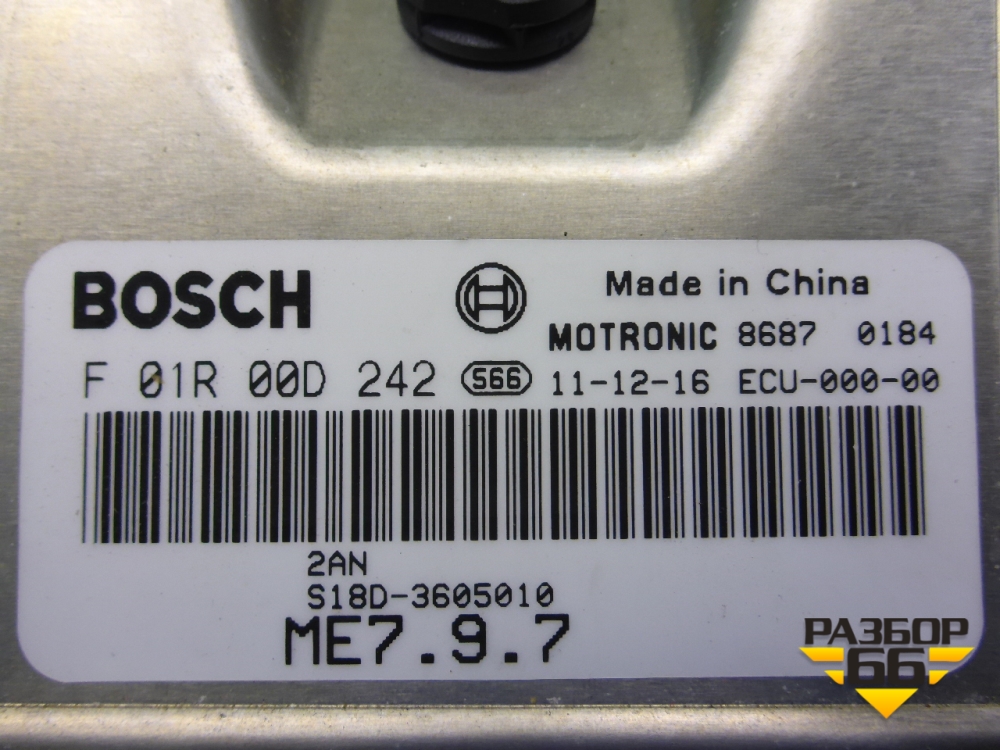 BOSCH
Made in China
MOTRONIC 8687 0184
F 01R 00D 242 S66 11-12-16 ECU-000-00
2AN
S18D-3605010
ME7.9.7
РАЗБОР
66